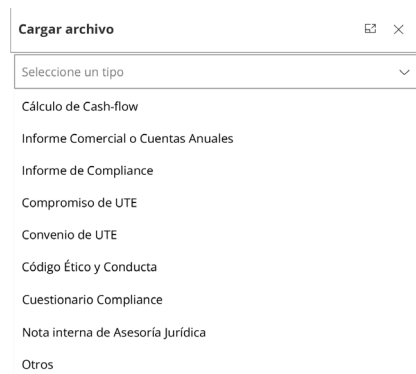 Cargar archivo
Seleccione un tipo
Cálculo de Cash-flow
Informe Comercial o Cuentas Anuales
Informe de Compliance
Compromiso de UTE
Convenio de UTE
Código Ético y Conducta
Cuestionario Compliance
Nota interna de Asesoría Jurídica
Otros